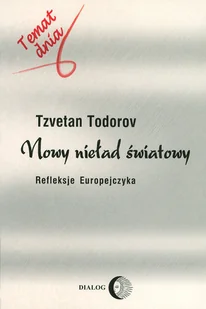 Temat
dnia
Tzvetan Todorov
Nowy nieład światowy
Refleksje Europejczyka
DIALOG